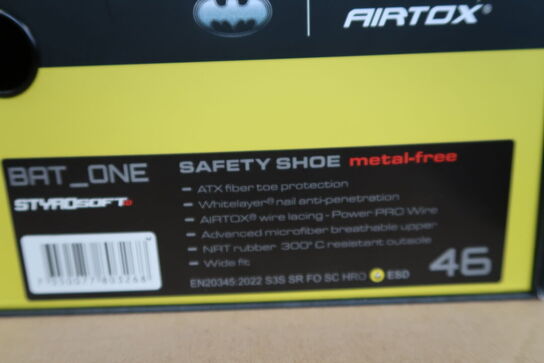 AIRTOX®
BAT_ONE
STYROSOFT®
SAFETY SHOE metal-free
- ATX fiber toe protection
- Whitelayer® nail anti-penetration
- AIRTOX® wire lacing - Power PRO Wire
- Advanced microfiber breathable upper
- NRT rubber 300°C resistant outsole
- Wide fit
EN20345:2022 S3S SR FO SC HRO ESD
46